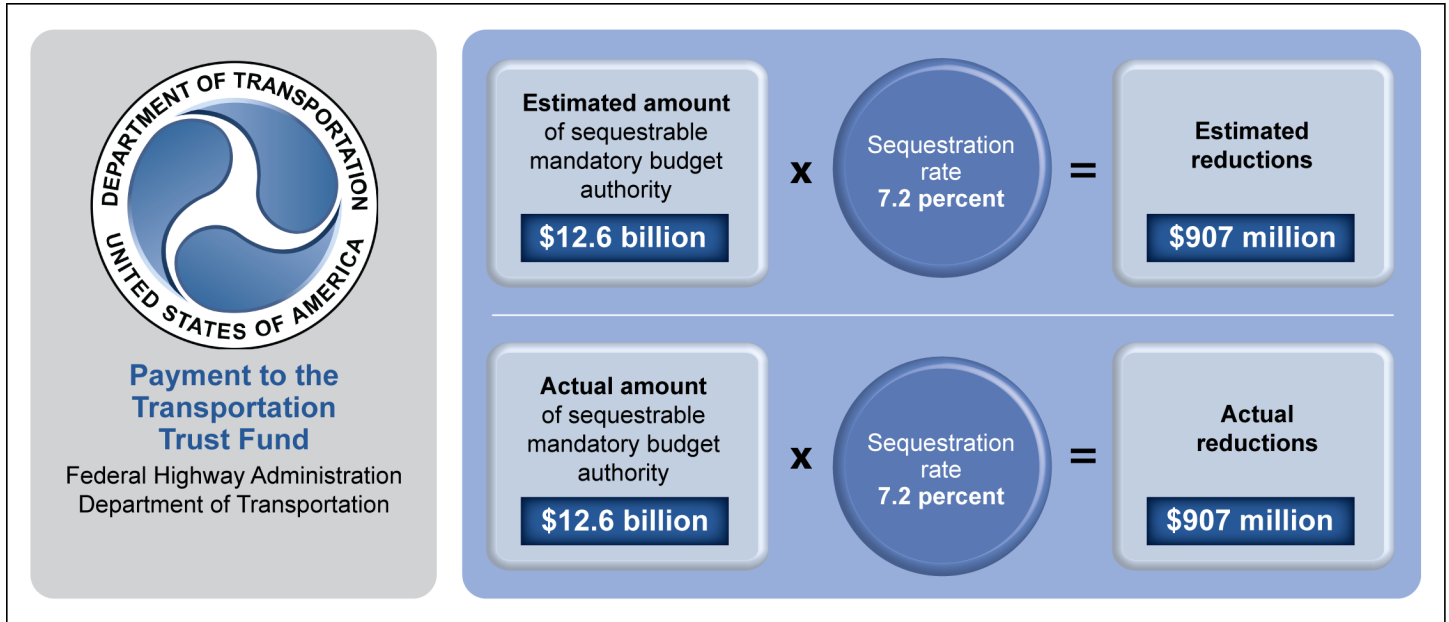 DEPARTMENT OF TRANSPORTATION
UNITED STATES OF AMERICA
Payment to the
Transportation
Trust Fund
Federal Highway Administration
Department of Transportation
Estimated amount
of sequestrable
mandatory budget
authority
$12.6 billion
x
Sequestration
rate
7.2 percent
=
Estimated
reductions
$907 million
Actual amount
of sequestrable
mandatory budget
authority
$12.6 billion
x
Sequestration
rate
7.2 percent
=
Actual
reductions
$907 million